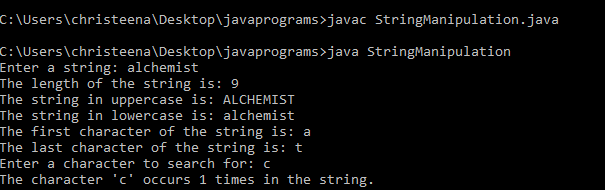 C:\Users\christeena\Desktop\javaprograms>javac StringManipulation.java
C:\Users\christeena\Desktop\javaprograms>java StringManipulation
Enter a string: alchemist
The length of the string is: 9
The string in uppercase is: ALCHEMIST
The string in lowercase is: alchemist
The first character of the string is: a
The last character of the string is: t
Enter a character to search for: c
The character 'c' occurs 1 times in the string.